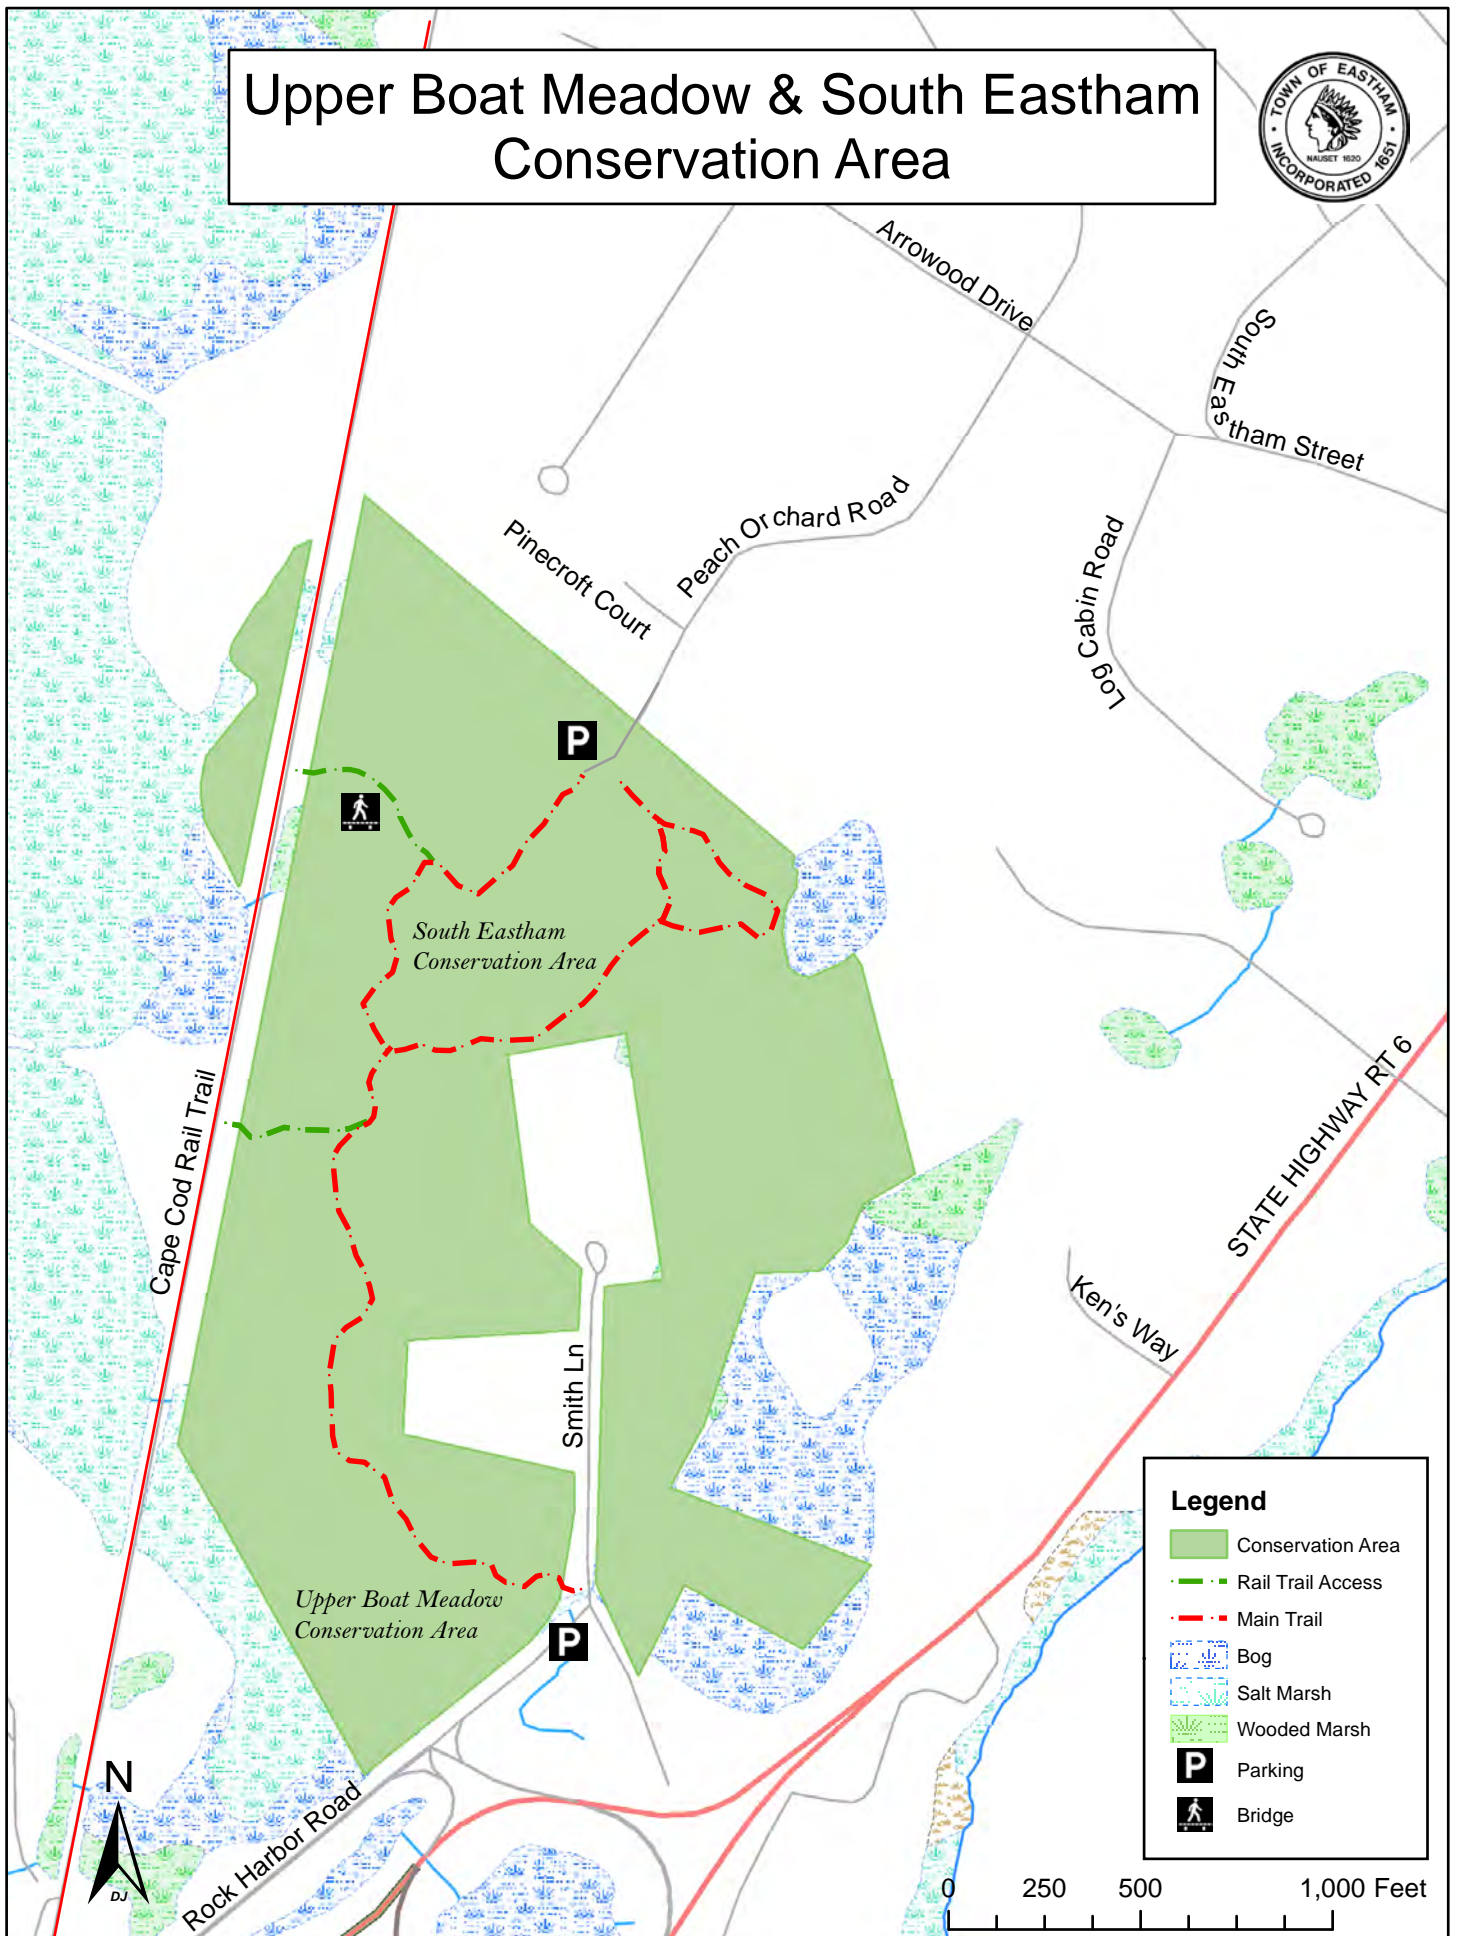 Upper Boat Meadow & South Eastham
Conservation Area
TOWN OF EASTHAM
NAUSET 1620
INCORPORATED 1651
Arrowood Drive
South Eastham Street
Pinecroft Court
Peach Orchard Road
Log Cabin Road
P
South Eastham
Conservation Area
Cape Cod Rail Trail
STATE HIGHWAY RT 6
Ken's Way
Smith Ln
Upper Boat Meadow
Conservation Area
P
Rock Harbor Road
N
DJ
Legend
Conservation Area
Rail Trail Access
Main Trail
Bog
Salt Marsh
Wooded Marsh
P Parking
Bridge
0 250 500 1,000 Feet